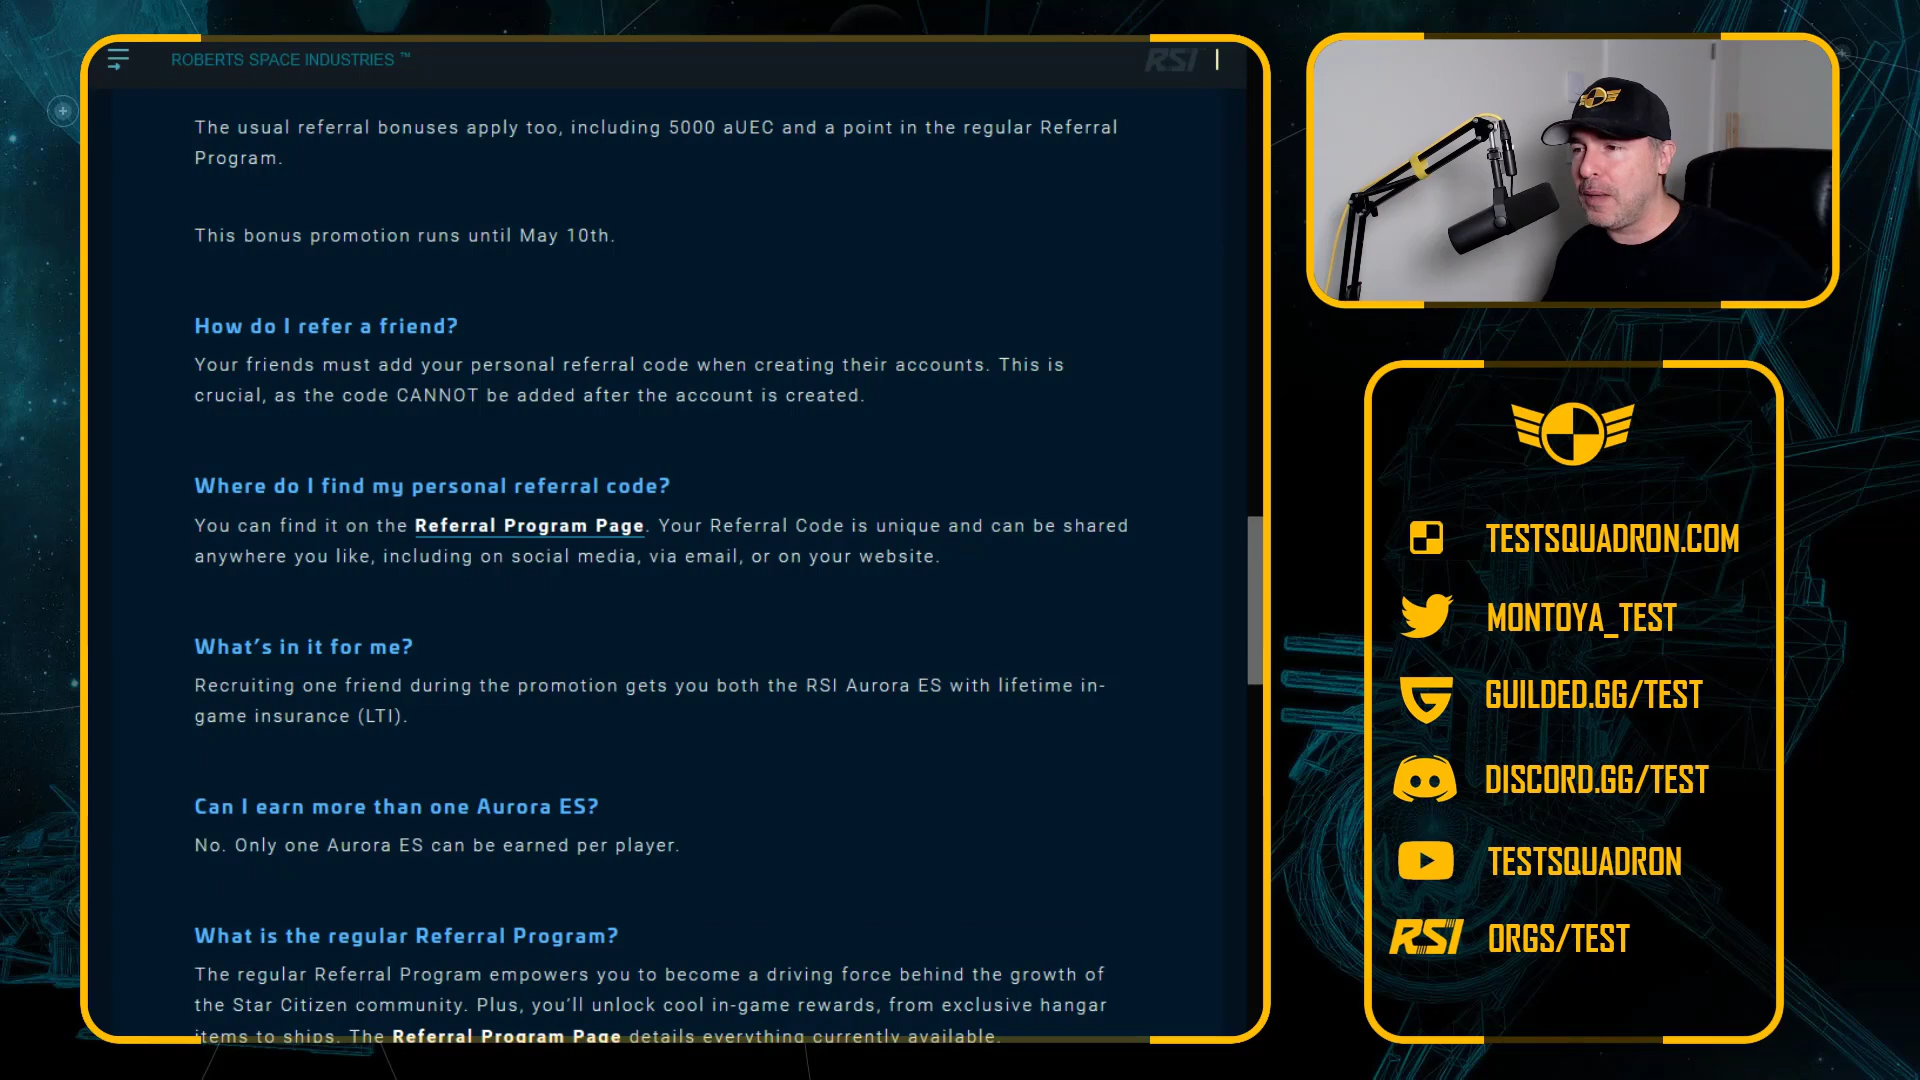 ROBERTS SPACE INDUSTRIES ™
RSI
The usual referral bonuses apply too, including 5000 aUEC and a point in the regular Referral
Program.
This bonus promotion runs until May 10th.
How do I refer a friend?
Your friends must add your personal referral code when creating their accounts. This is
crucial, as the code CANNOT be added after the account is created.
Where do I find my personal referral code?
You can find it on the Referral Program Page. Your Referral Code is unique and can be shared
anywhere you like, including on social media, via email, or on your website.
What's in it for me?
Recruiting one friend during the promotion gets you both the RSI Aurora ES with lifetime in-
game insurance (LTI).
Can I earn more than one Aurora ES?
No. Only one Aurora ES can be earned per player.
What is the regular Referral Program?
The regular Referral Program empowers you to become a driving force behind the growth of
the Star Citizen community. Plus, you'll unlock cool in-game rewards, from exclusive hangar
items to ships. The Referral Program Page details everything currently available.
TESTSQUADRON.COM
MONTOYA_TEST
GUILDED.GG/TEST
DISCORD.GG/TEST
TESTSQUADRON
RSI ORGS/TEST